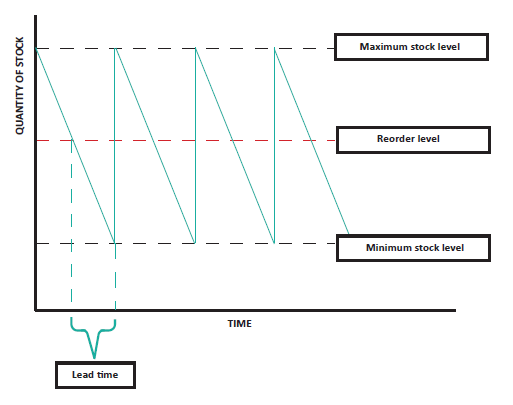 Maximum stock level
QUANTITY OF STOCK
Reorder level
Minimum stock level
TIME
Lead time